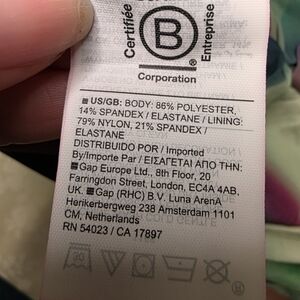 Certifiée
B
Entreprise
Corporation
■ US/GB: BODY: 86% POLYESTER,
14% SPANDEX / ELASTANE / LINING:
79% NYLON, 21% SPANDEX /
ELASTANE
DISTRIBUIDO POR / Imported
By/Importe Par / ΕΙΣΑΓΕΤΑΙ ΑΠΟ ΤΗΝ:
■ Gap Europe Ltd., 8th Floor, 20
Farringdon Street, London, EC4A 4AB,
UK. ■ Gap (RHC) B.V. Luna ArenA
Herikerbergweg 238 Amsterdam 1101
CM, Netherlands
RN 54023 / CA 17897
30